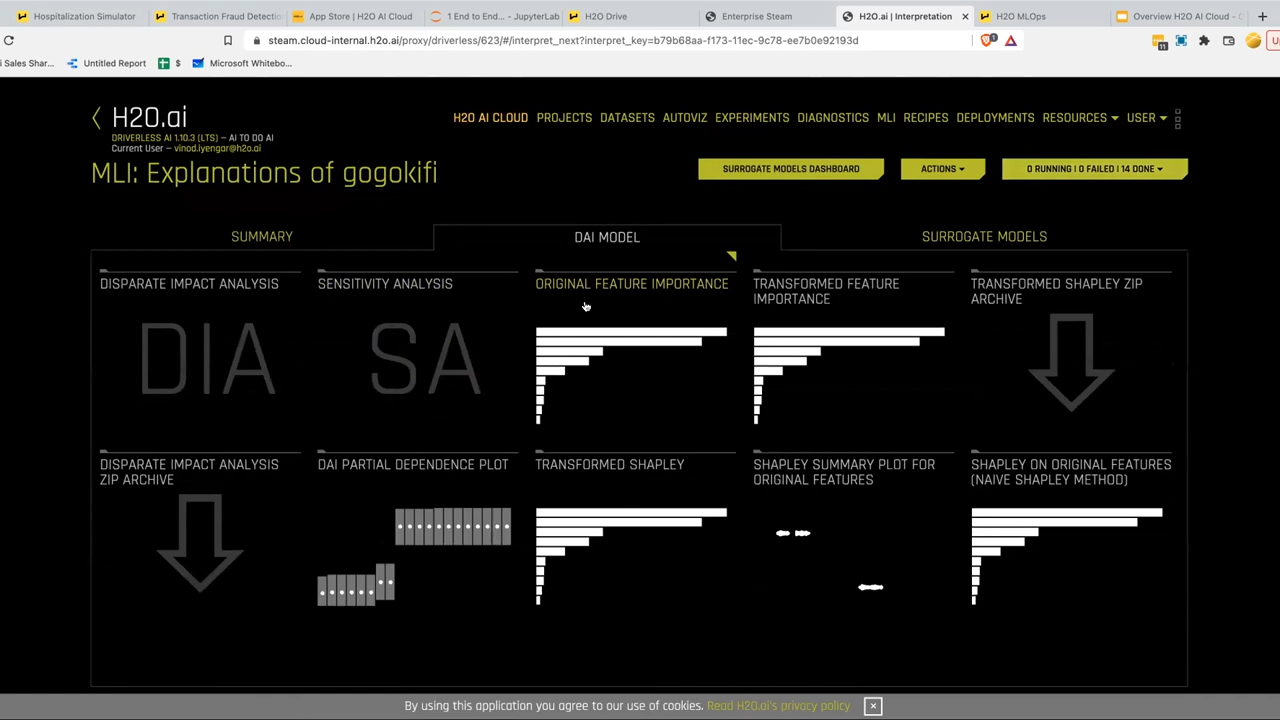 Hospitalization Simulator
Transaction Fraud Detectio
App Store | H2O AI Cloud
1 End to End... - JupyterLab
H2O Drive
Enterprise Steam
H2O.ai | Interpretation
H2O MLOps
Overview H2O AI Cloud -
steam.cloud-internal.h2o.ai/proxy/driverless/623/#/interpret_next?interpret_key=b79b68aa-f173-11ec-9c78-ee7b0e92193d
1
11
i Sales Shar...
Untitled Report
$
Microsoft Whitebo...
H2O.ai
DRIVERLESS AI 1.10.3 (LTS) — AI TO DO AI
Current User — vinod.iyengar@h2o.ai
H2O AI CLOUD PROJECTS DATASETS AUTOVIZ EXPERIMENTS DIAGNOSTICS MLI RECIPES DEPLOYMENTS RESOURCES USER
MLI: Explanations of gogokifi
SURROGATE MODELS DASHBOARD
ACTIONS
0 RUNNING | 0 FAILED | 14 DONE
SUMMARY
DAI MODEL
SURROGATE MODELS
DISPARATE IMPACT ANALYSIS
DIA
SENSITIVITY ANALYSIS
SA
ORIGINAL FEATURE IMPORTANCE
TRANSFORMED FEATURE
IMPORTANCE
TRANSFORMED SHAPLEY ZIP
ARCHIVE
DISPARATE IMPACT ANALYSIS
ZIP ARCHIVE
DAI PARTIAL DEPENDENCE PLOT
TRANSFORMED SHAPLEY
SHAPLEY SUMMARY PLOT FOR
ORIGINAL FEATURES
SHAPLEY ON ORIGINAL FEATURES
(NAIVE SHAPLEY METHOD)
By using this application you agree to our use of cookies. Read H2O.ai's privacy policy